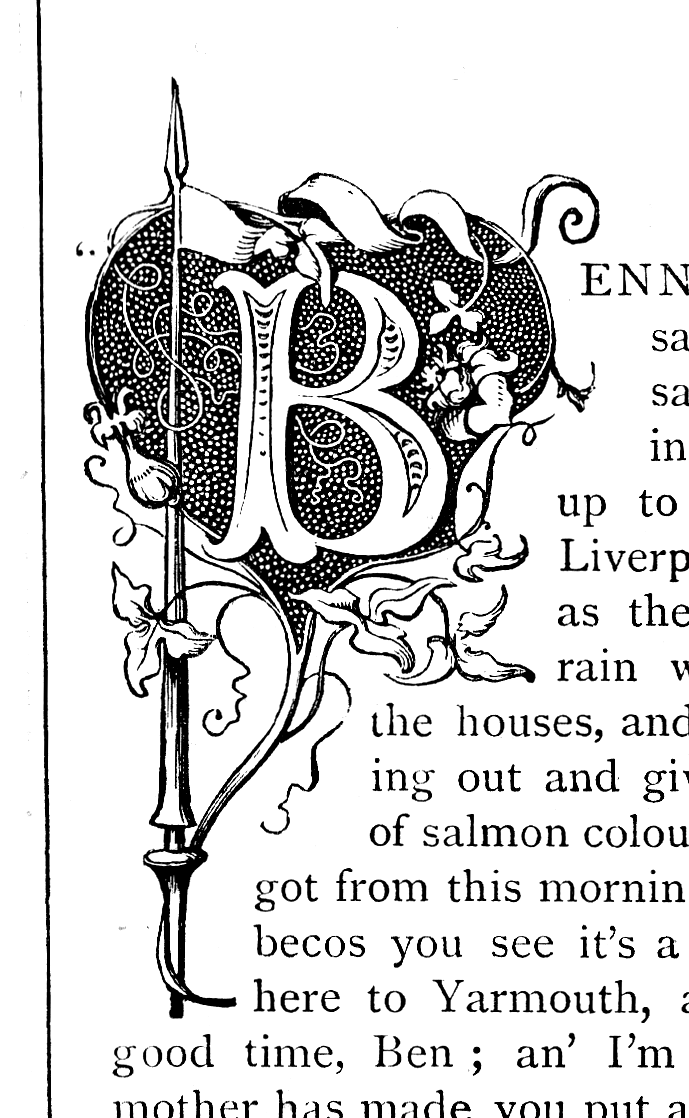 “BENN
sa
sa
in
up to
Liverp
as the
rain w
the houses, and
ing out and giv
of salmon colou
got from this mornin
becos you see it's a
here to Yarmouth, a
good time, Ben ; an' I'm
mother has made you put a